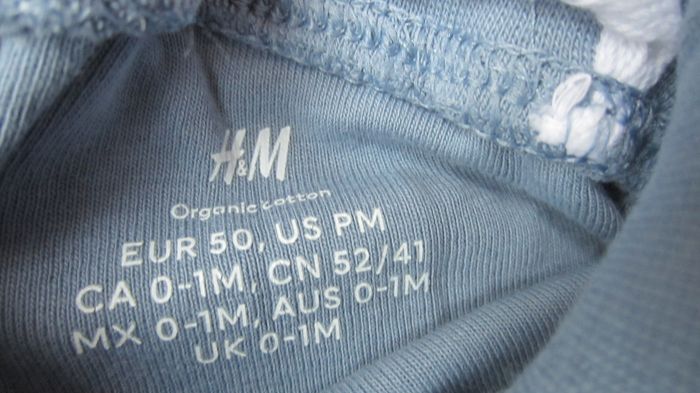 H&M
Organic cotton
EUR 50, US PM
CA 0-1M, CN 52/41
MX 0-1M, AUS 0-1M
UK 0-1M